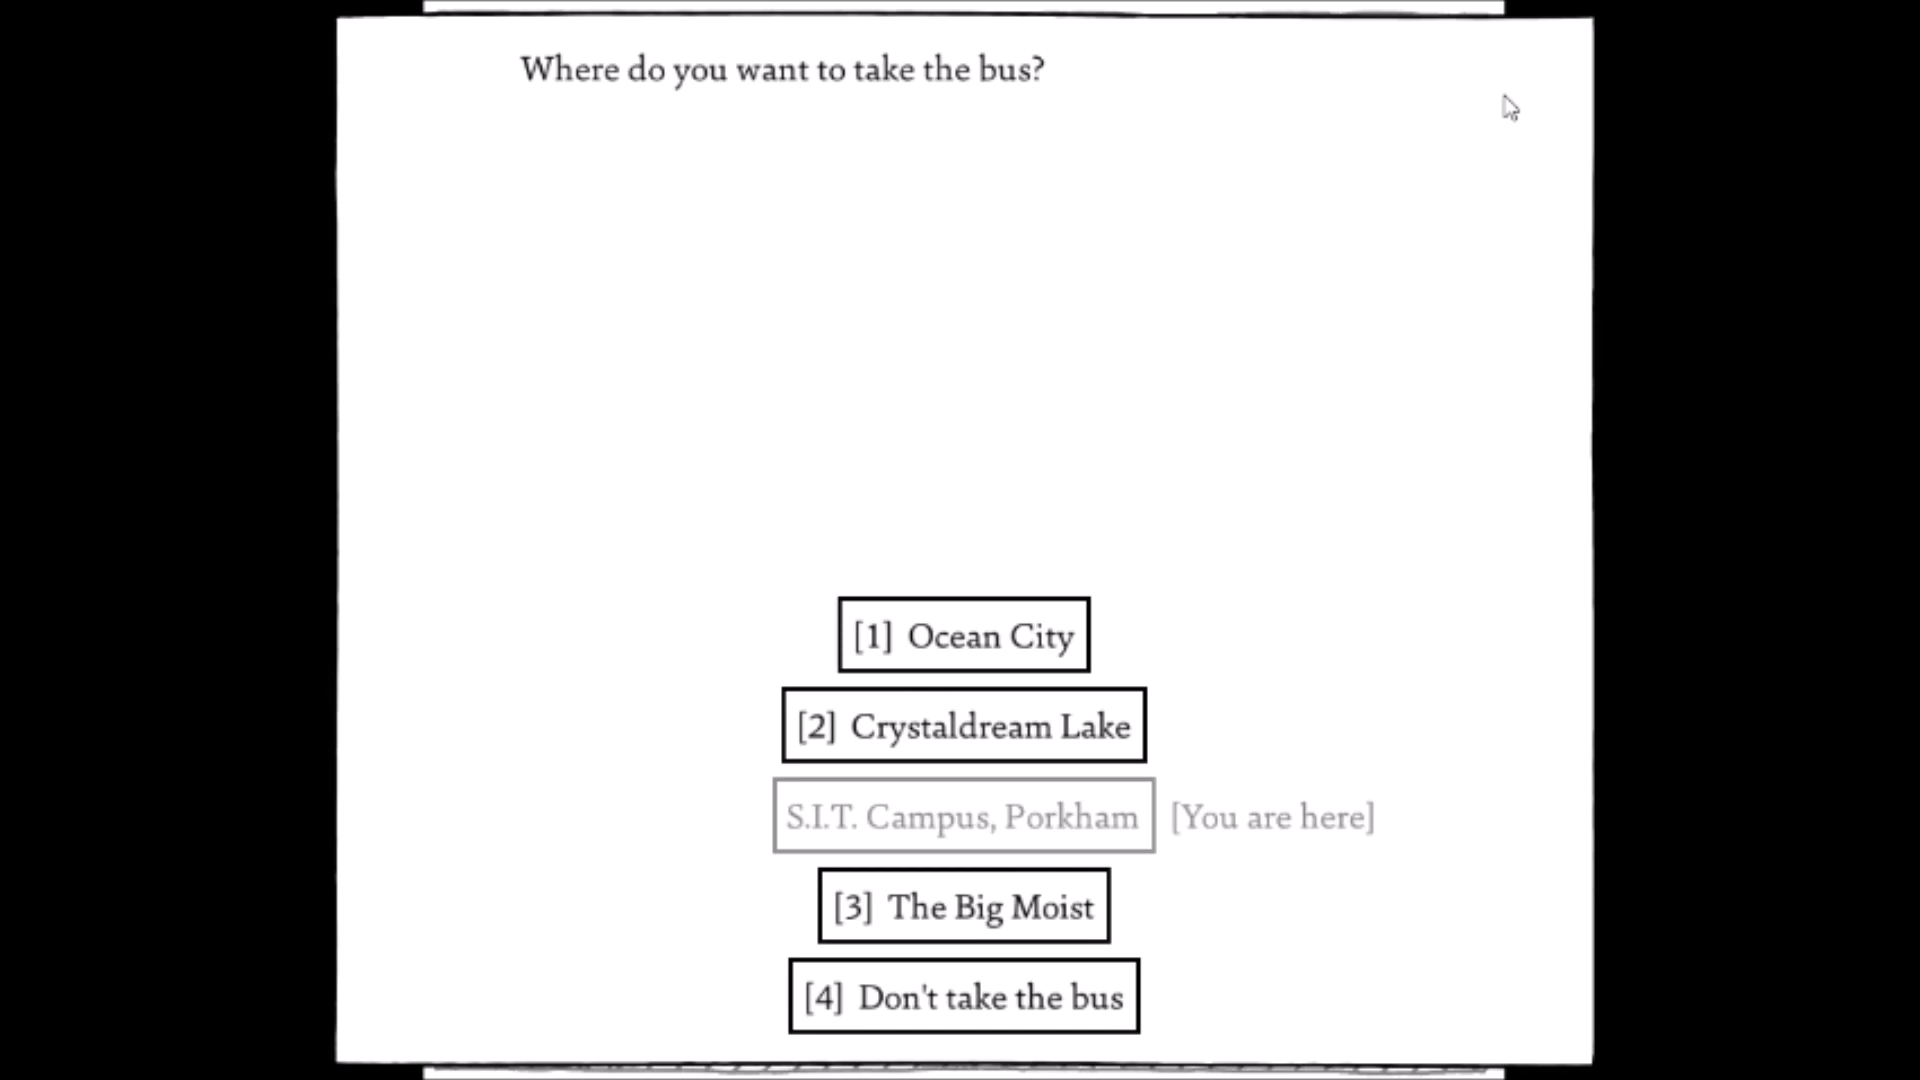 Where do you want to take the bus?
[1] Ocean City
[2] Crystaldream Lake
S.I.T. Campus, Porkham [You are here]
[3] The Big Moist
[4] Don't take the bus